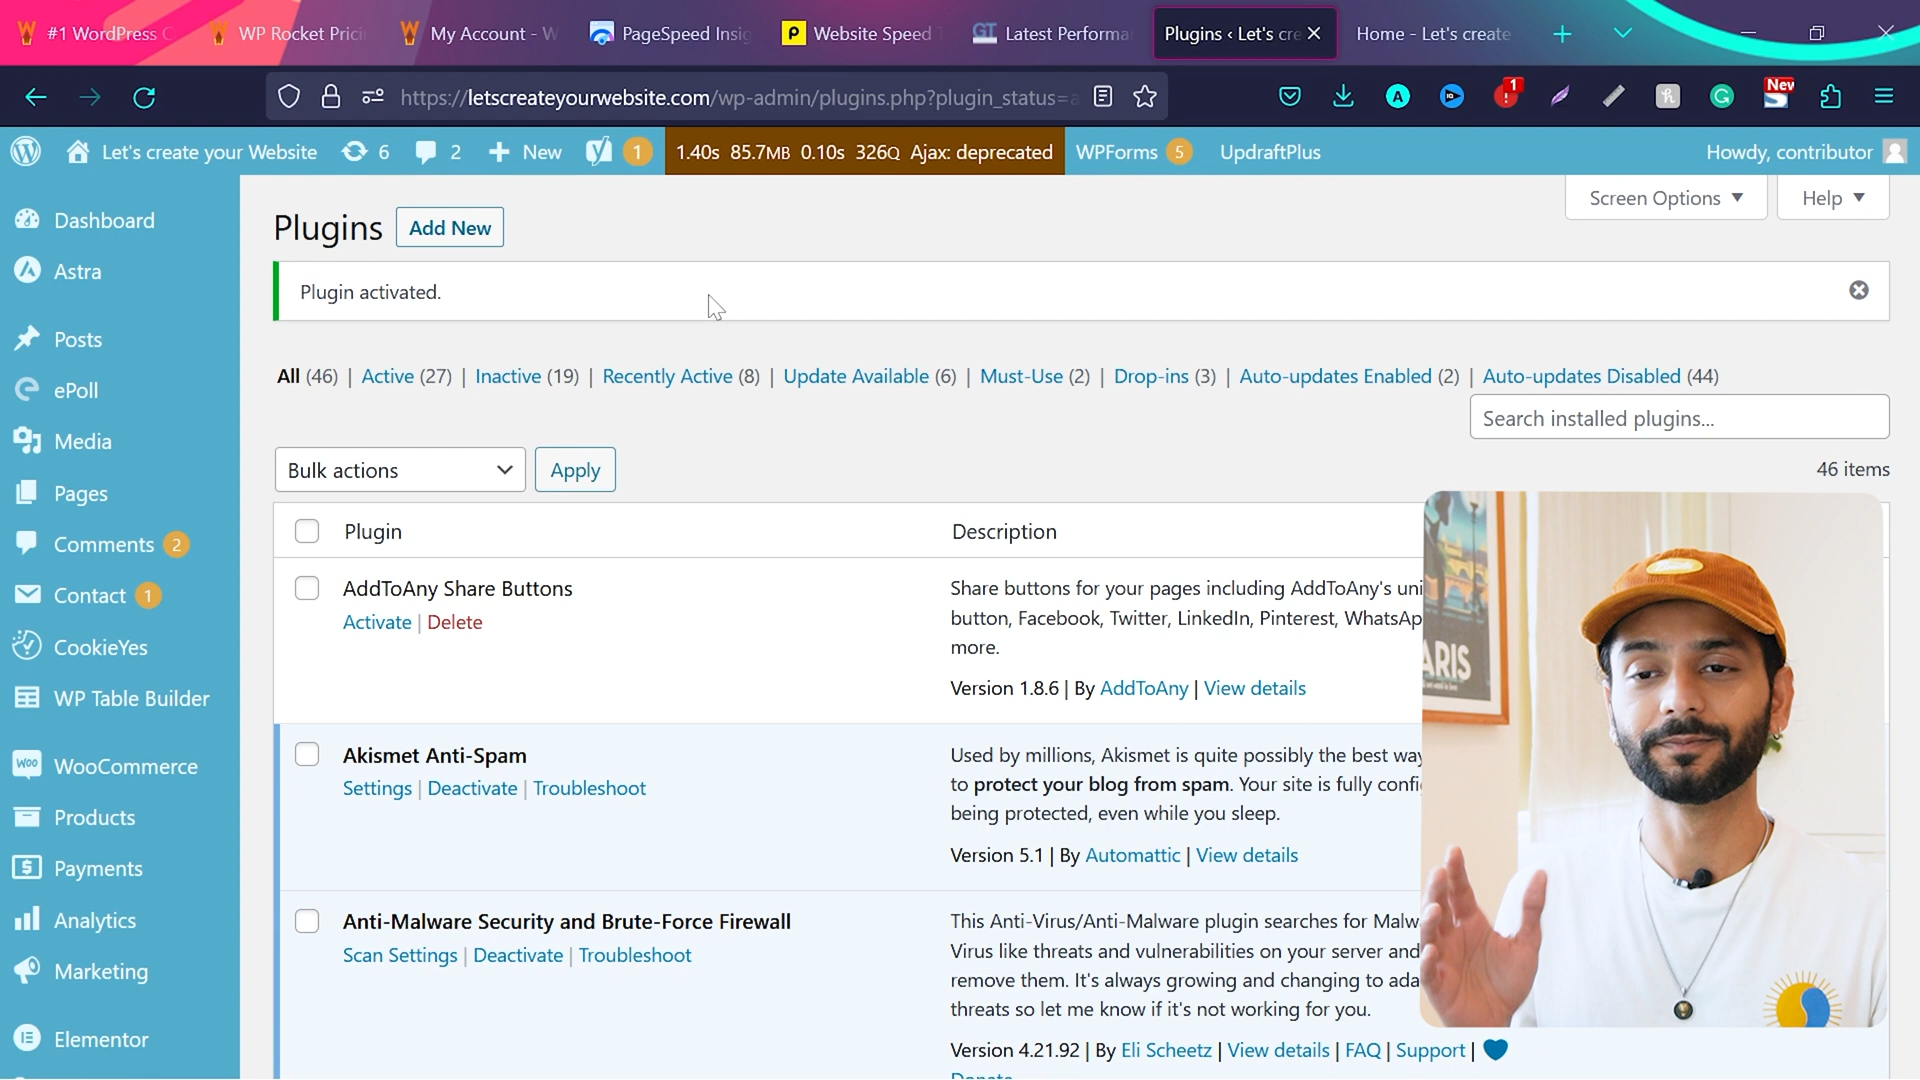 #1 WordPress C
WP Rocket Prici
My Account - W
PageSpeed Insig
Website Speed T
Latest Performa
Plugins ‹ Let's cre
Home - Let's create
https://letscreateyourwebsite.com/wp-admin/plugins.php?plugin_status=a
1
New
Let's create your Website
6
2
New
1
1.40s 85.7MB 0.10s 326Q Ajax: deprecated
WPForms 5
UpdraftPlus
Howdy, contributor
Screen Options
Help
Dashboard
Astra
Posts
ePoll
Media
Pages
Comments 2
Contact 1
CookieYes
WP Table Builder
WooCommerce
Products
Payments
Analytics
Marketing
Elementor
Plugins
Add New
Plugin activated.
All (46) | Active (27) | Inactive (19) | Recently Active (8) | Update Available (6) | Must-Use (2) | Drop-ins (3) | Auto-updates Enabled (2) | Auto-updates Disabled (44)
Search installed plugins...
Bulk actions
Apply
46 items
Plugin
Description
AddToAny Share Buttons
Activate | Delete
Share buttons for your pages including AddToAny's uni
button, Facebook, Twitter, LinkedIn, Pinterest, WhatsAp
more.
Version 1.8.6 | By AddToAny | View details
Akismet Anti-Spam
Settings | Deactivate | Troubleshoot
Used by millions, Akismet is quite possibly the best way
to protect your blog from spam. Your site is fully confi
being protected, even while you sleep.
Version 5.1 | By Automattic | View details
Anti-Malware Security and Brute-Force Firewall
Scan Settings | Deactivate | Troubleshoot
This Anti-Virus/Anti-Malware plugin searches for Malw
Virus like threats and vulnerabilities on your server and
remove them. It's always growing and changing to ada
threats so let me know if it's not working for you.
Version 4.21.92 | By Eli Scheetz | View details | FAQ | Support |
Donate
ARIS